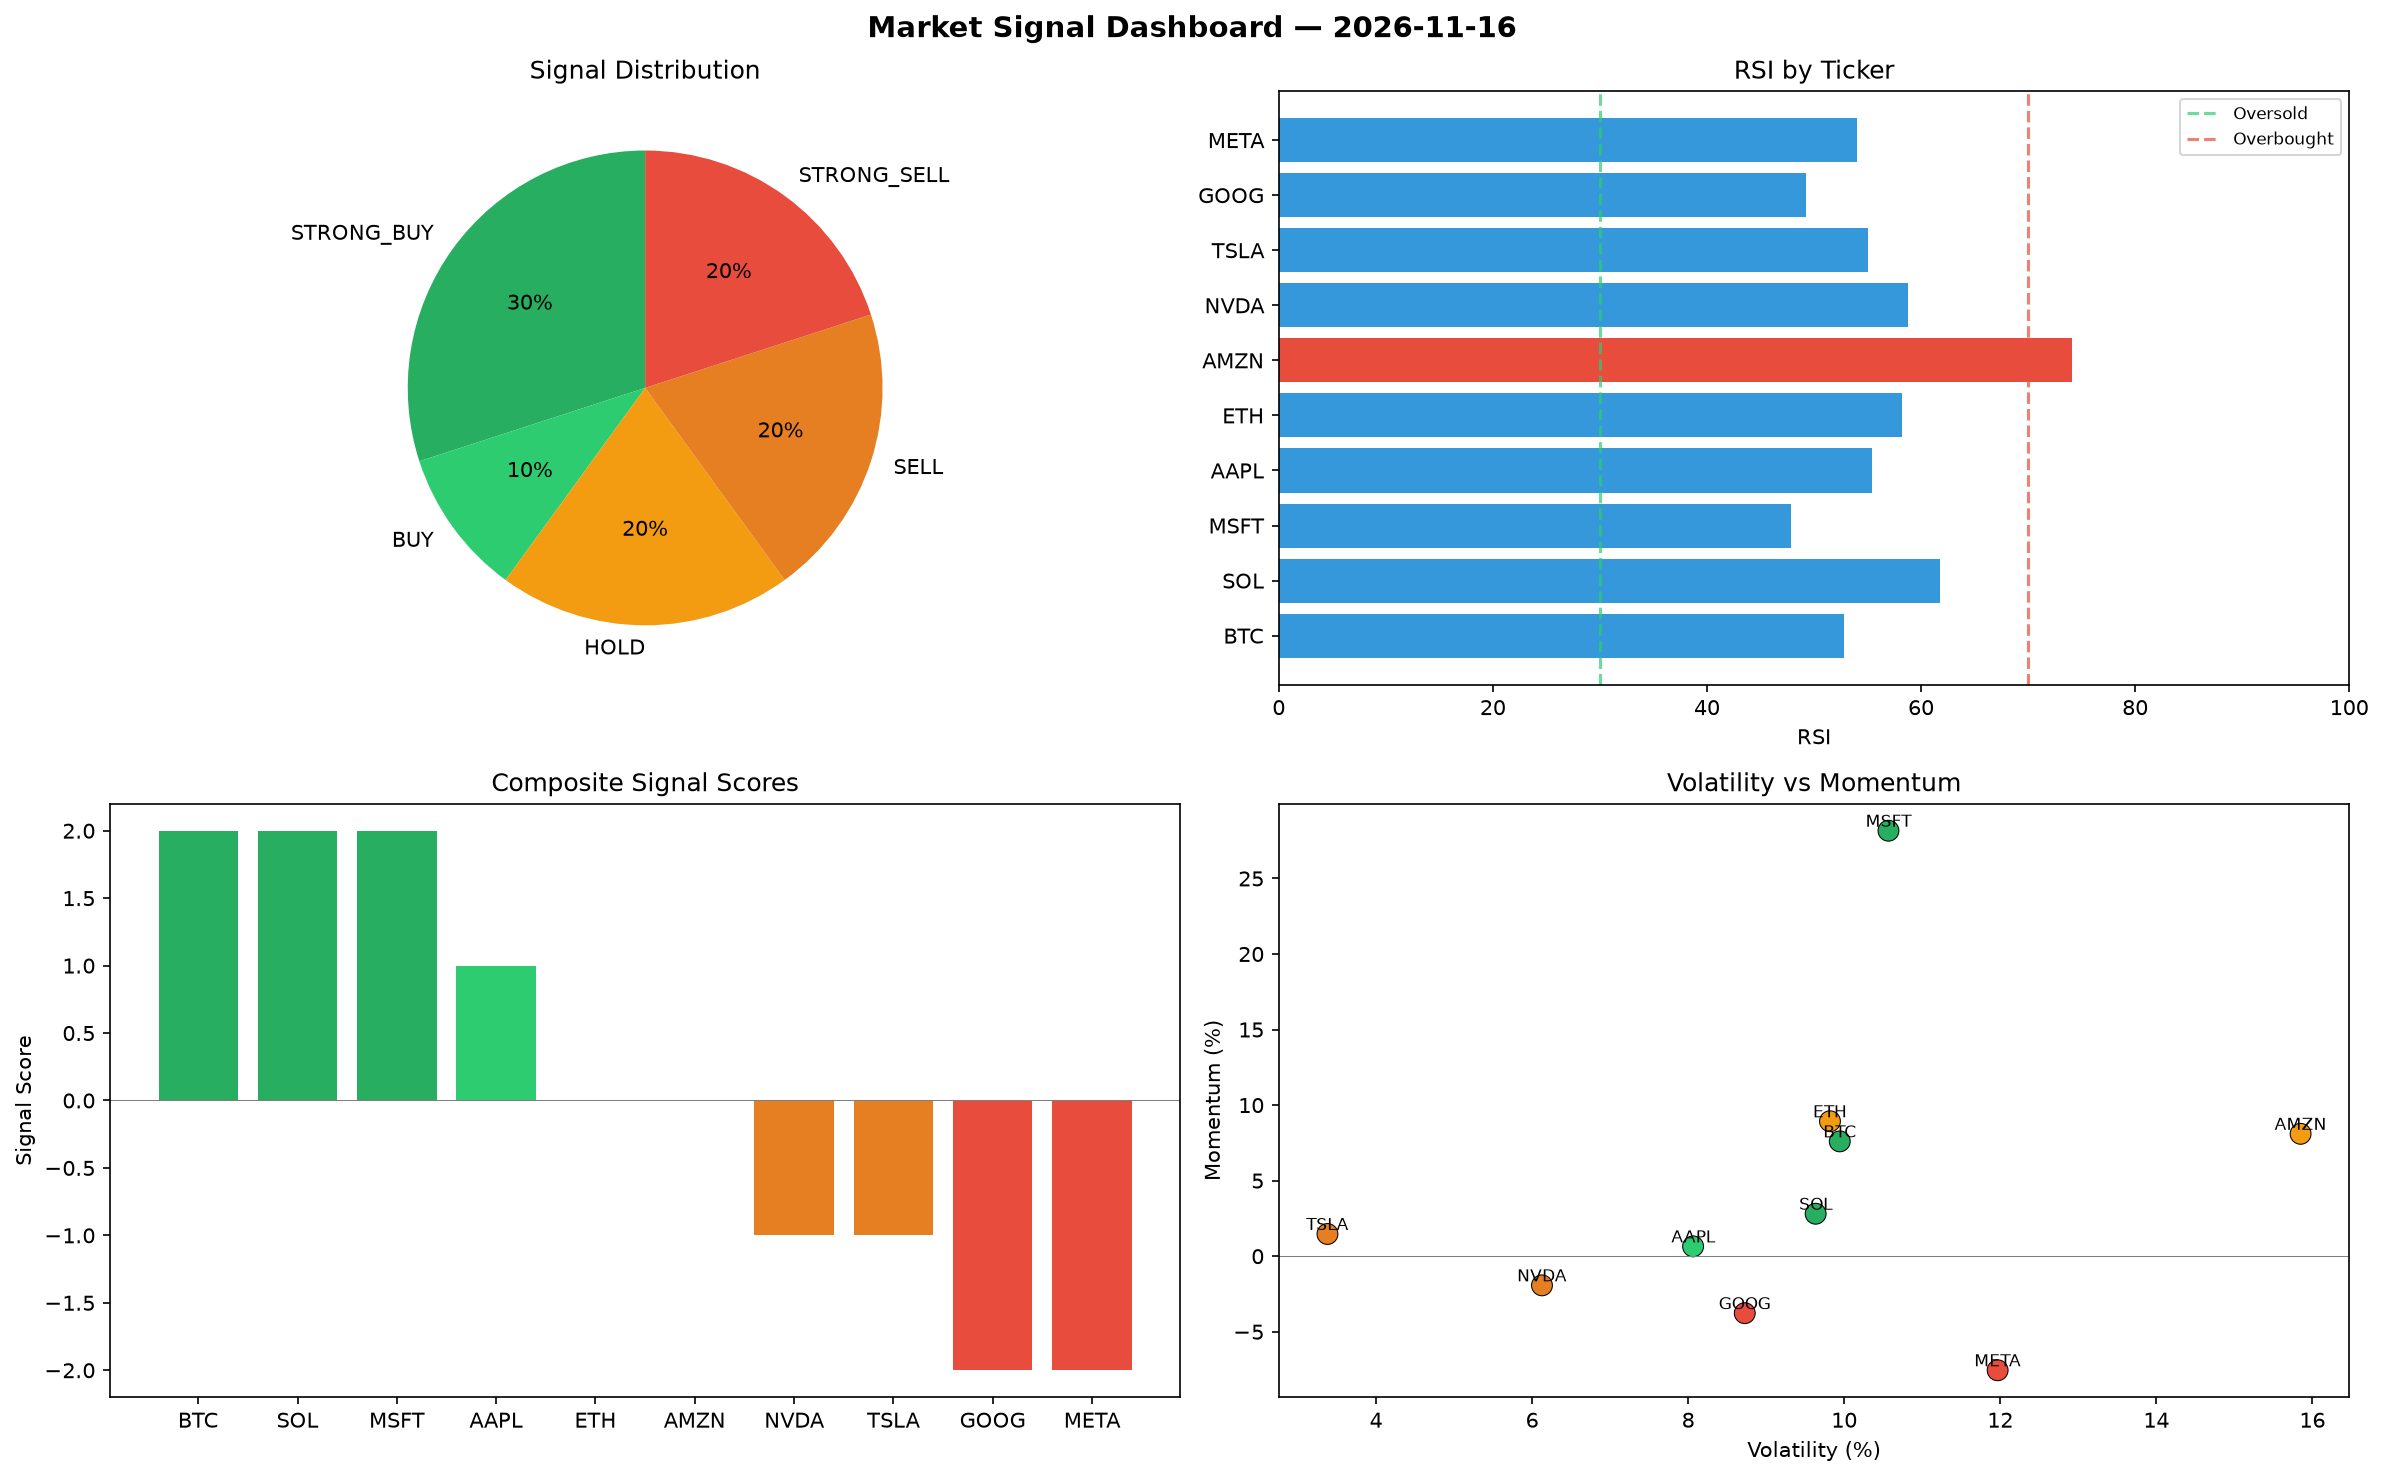 Market Signal Dashboard — 2026-11-16
Signal Distribution
STRONG_SELL
STRONG_BUY
20%
30%
20%
10%
SELL
20%
BUY
HOLD
RSI by Ticker
Oversold
Overbought
META
GOOG
TSLA
NVDA
AMZN
ETH
AAPL
MSFT
SOL
BTC
0 20 40 60 80 100
RSI
Composite Signal Scores
Signal Score
2.0
1.5
1.0
0.5
0.0
−0.5
−1.0
−1.5
−2.0
BTC SOL MSFT AAPL ETH AMZN NVDA TSLA GOOG META
Volatility vs Momentum
Momentum (%)
25
20
15
10
5
0
−5
MSFT
ETH
BTC
AMZN
SOL
TSLA
AAPL
NVDA
GOOG
META
4 6 8 10 12 14 16
Volatility (%)